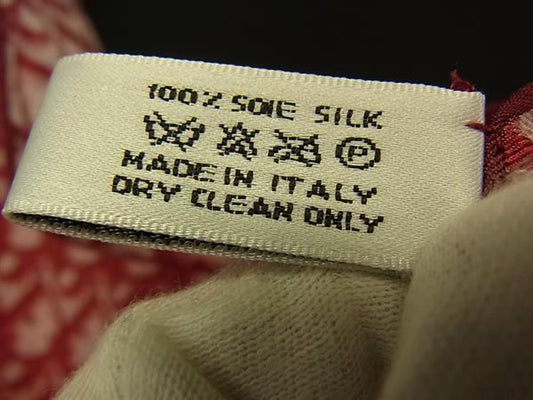 100% SOIE SILK
P
MADE IN ITALY
DRY CLEAN ONLY